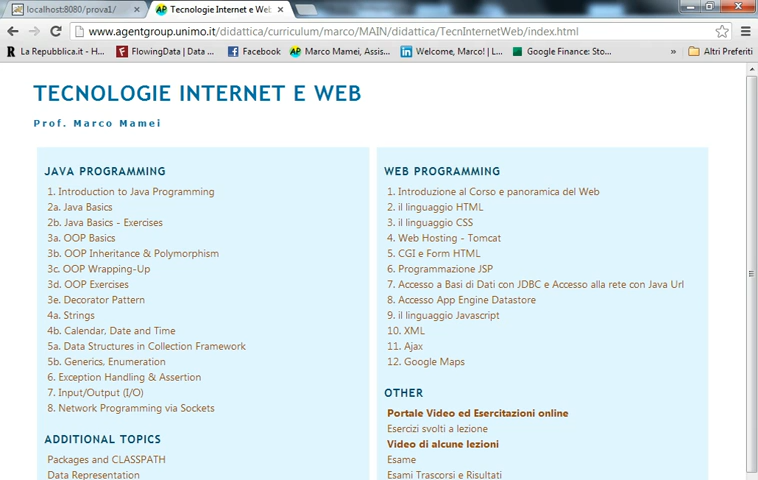 localhost:8080/prova1/
Tecnologie Internet e Web
www.agentgroup.unimo.it/didattica/curriculum/marco/MAIN/didattica/TecnInternetWeb/index.html
La Repubblica.it - H...
FlowingData | Data ...
Facebook
Marco Mamei, Assis...
Welcome, Marco! | L...
Google Finance: Sto...
»
Altri Preferiti
TECNOLOGIE INTERNET E WEB
Prof. Marco Mamei
JAVA PROGRAMMING
1. Introduction to Java Programming
2a. Java Basics
2b. Java Basics - Exercises
3a. OOP Basics
3b. OOP Inheritance & Polymorphism
3c. OOP Wrapping-Up
3d. OOP Exercises
3e. Decorator Pattern
4a. Strings
4b. Calendar, Date and Time
5a. Data Structures in Collection Framework
5b. Generics, Enumeration
6. Exception Handling & Assertion
7. Input/Output (I/O)
8. Network Programming via Sockets
ADDITIONAL TOPICS
Packages and CLASSPATH
Data Representation
WEB PROGRAMMING
1. Introduzione al Corso e panoramica del Web
2. il linguaggio HTML
3. il linguaggio CSS
4. Web Hosting - Tomcat
5. CGI e Form HTML
6. Programmazione JSP
7. Accesso a Basi di Dati con JDBC e Accesso alla rete con Java Url
8. Accesso App Engine Datastore
9. il linguaggio Javascript
10. XML
11. Ajax
12. Google Maps
OTHER
Portale Video ed Esercitazioni online
Esercizi svolti a lezione
Video di alcune lezioni
Esame
Esami Trascorsi e Risultati